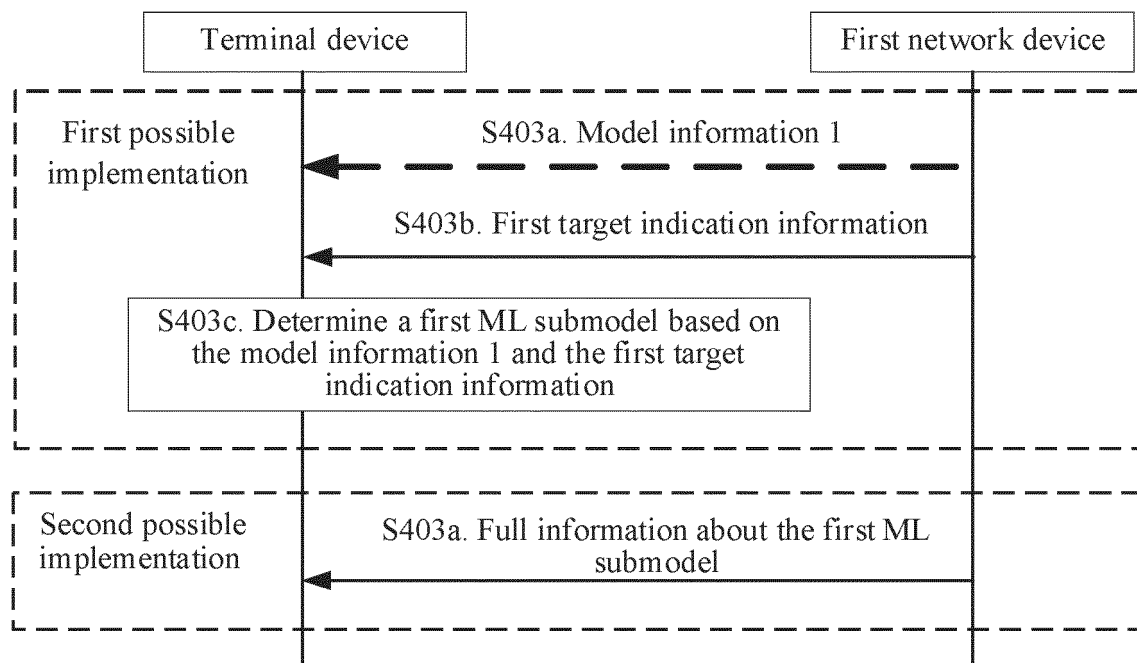 Terminal device
First network device
First possible
implementation
S403a. Model information 1
S403b. First target indication information
S403c. Determine a first ML submodel based on
the model information 1 and the first target
indication information
Second possible
implementation
S403a. Full information about the first ML
submodel